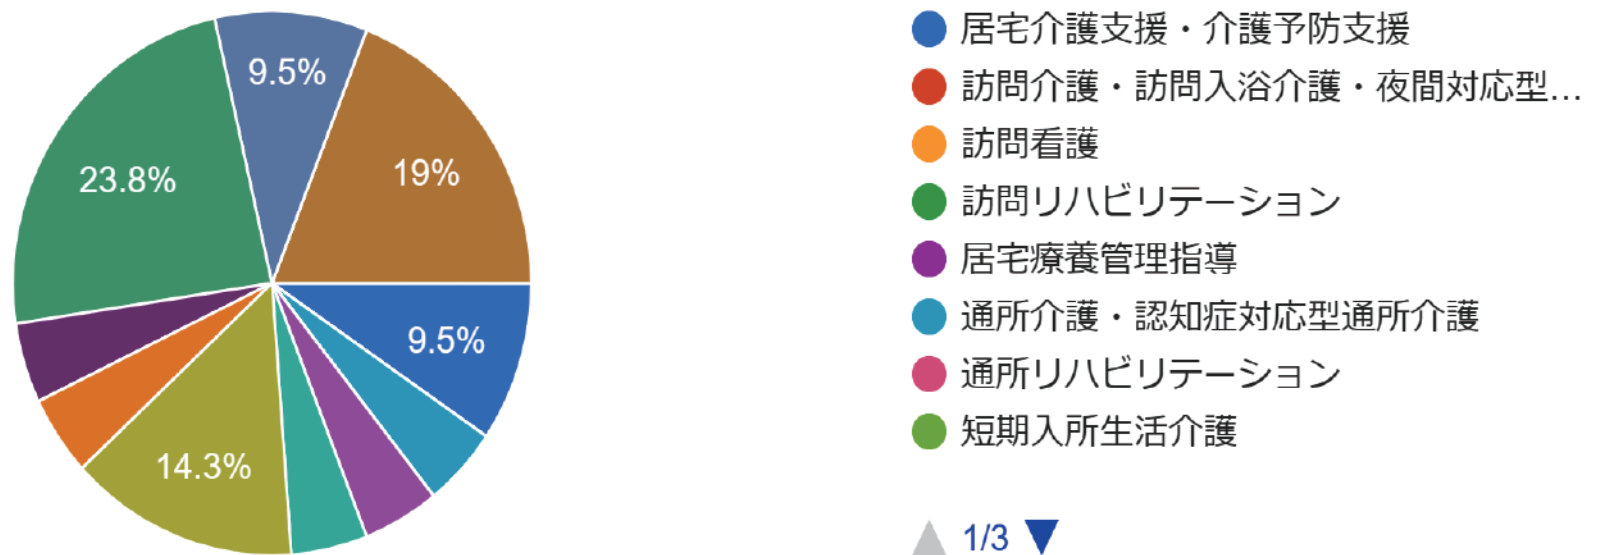 9.5%
19%
23.8%
9.5%
14.3%
居宅介護支援・介護予防支援
訪問介護・訪問入浴介護・夜間対応型…
訪問看護
訪問リハビリテーション
居宅療養管理指導
通所介護・認知症対応型通所介護
通所リハビリテーション
短期入所生活介護
1/3